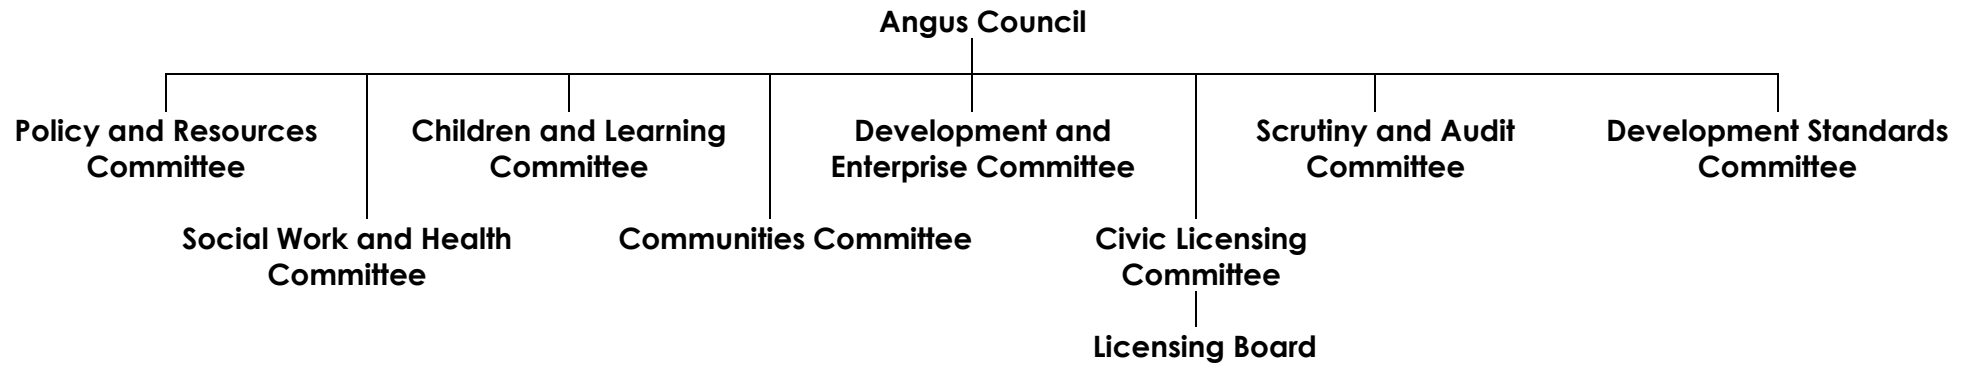 Angus Council
Policy and Resources
Committee
Children and Learning
Committee
Development and
Enterprise Committee
Scrutiny and Audit
Committee
Development Standards
Committee
Social Work and Health
Committee
Communities Committee
Civic Licensing
Committee
Licensing Board